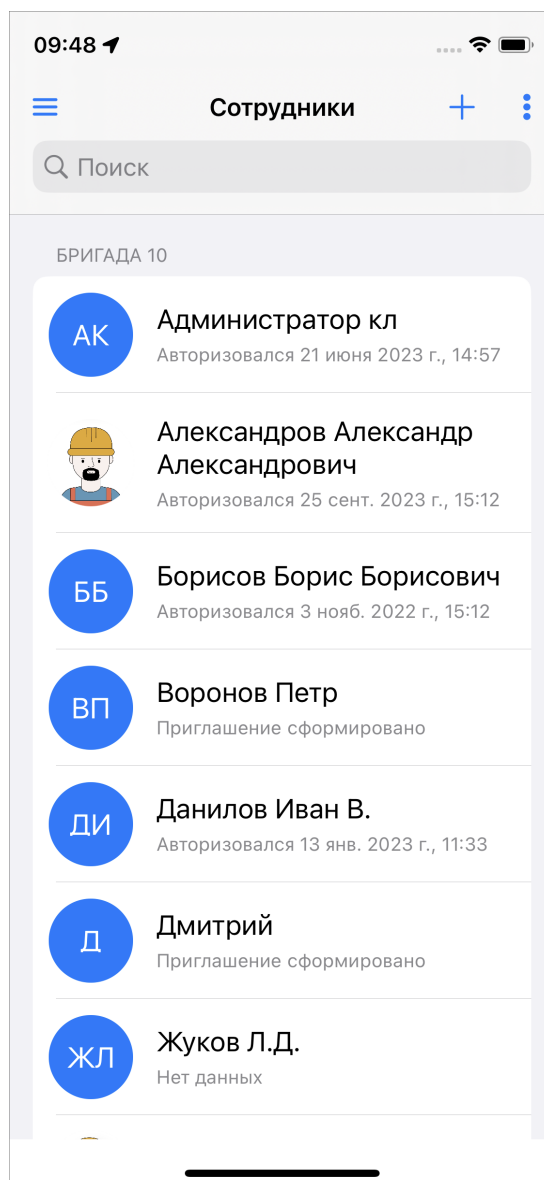 09:48
Сотрудники
Поиск
БРИГАДА 10
АК
Администратор кл
Авторизовался 21 июня 2023 г., 14:57
Александров Александр
Александрович
Авторизовался 25 сент. 2023 г., 15:12
ББ
Борисов Борис Борисович
Авторизовался 3 нояб. 2022 г., 15:12
ВП
Воронов Петр
Приглашение сформировано
ДИ
Данилов Иван В.
Авторизовался 13 янв. 2023 г., 11:33
Д
Дмитрий
Приглашение сформировано
ЖЛ
Жуков Л.Д.
Нет данных